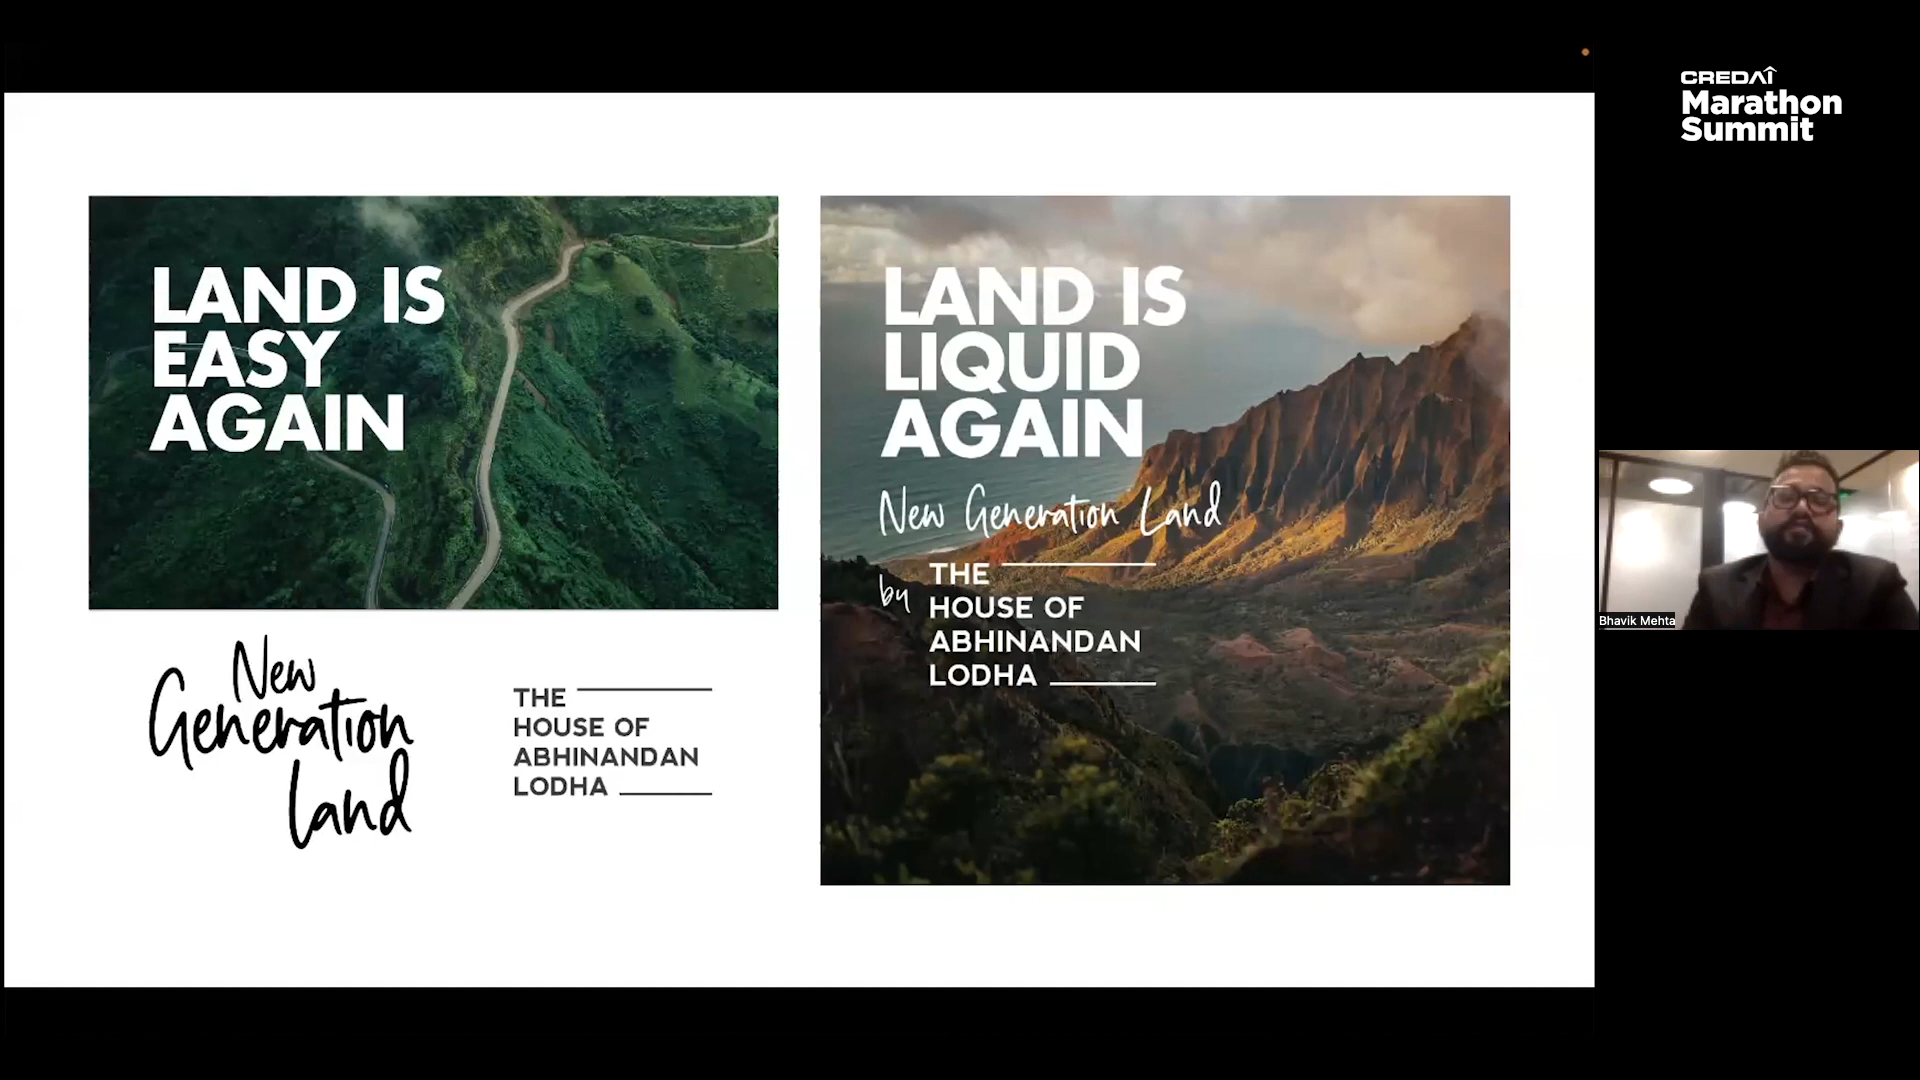 CREDAI
Marathon
Summit
LAND IS
EASY
AGAIN
New
Generation
Land
THE
HOUSE OF
ABHINANDAN
LODHA
LAND IS
LIQUID
AGAIN
New Generation Land
by THE
HOUSE OF
ABHINANDAN
LODHA
Bhavik Mehta